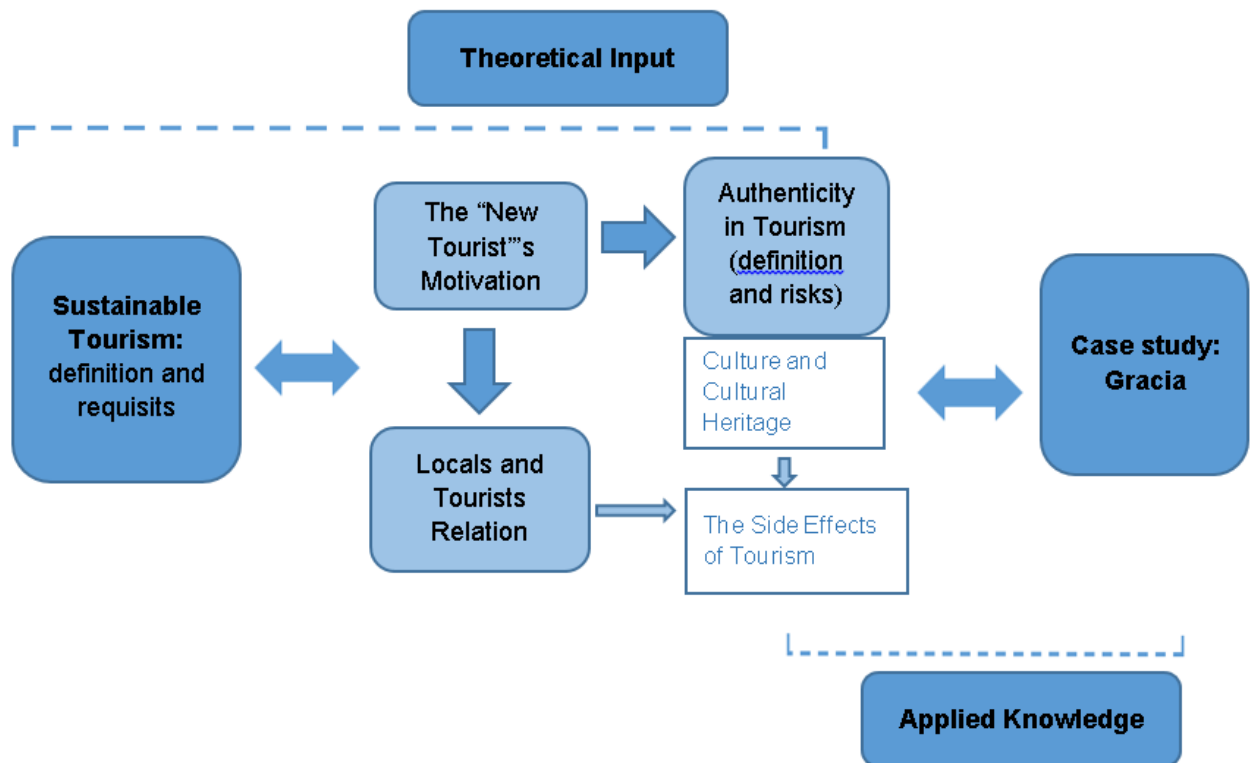 Theoretical Input
The “New
Tourist”’s
Motivation
Authenticity
in Tourism
(definition
and risks)
Sustainable
Tourism:
definition and
requisits
Culture and
Cultural
Heritage
Case study:
Gracia
Locals and
Tourists
Relation
The Side Effects
of Tourism
Applied Knowledge